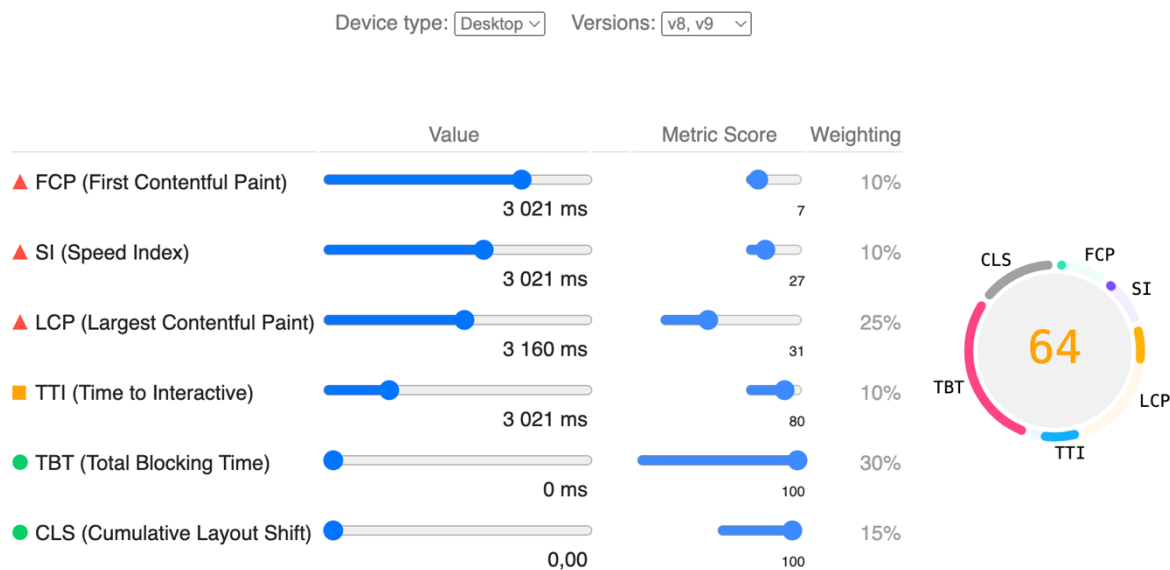 Device type: Desktop Versions: v8, v9
Value Metric Score Weighting
FCP (First Contentful Paint) 10%
3 021 ms 7
SI (Speed Index) 10%
3 021 ms 27
LCP (Largest Contentful Paint) 25%
3 160 ms 31
TTI (Time to Interactive) 10%
3 021 ms 80
TBT (Total Blocking Time) 30%
0 ms 100
CLS (Cumulative Layout Shift) 15%
0,00 100
CLS FCP
SI
64
TBT LCP
TTI